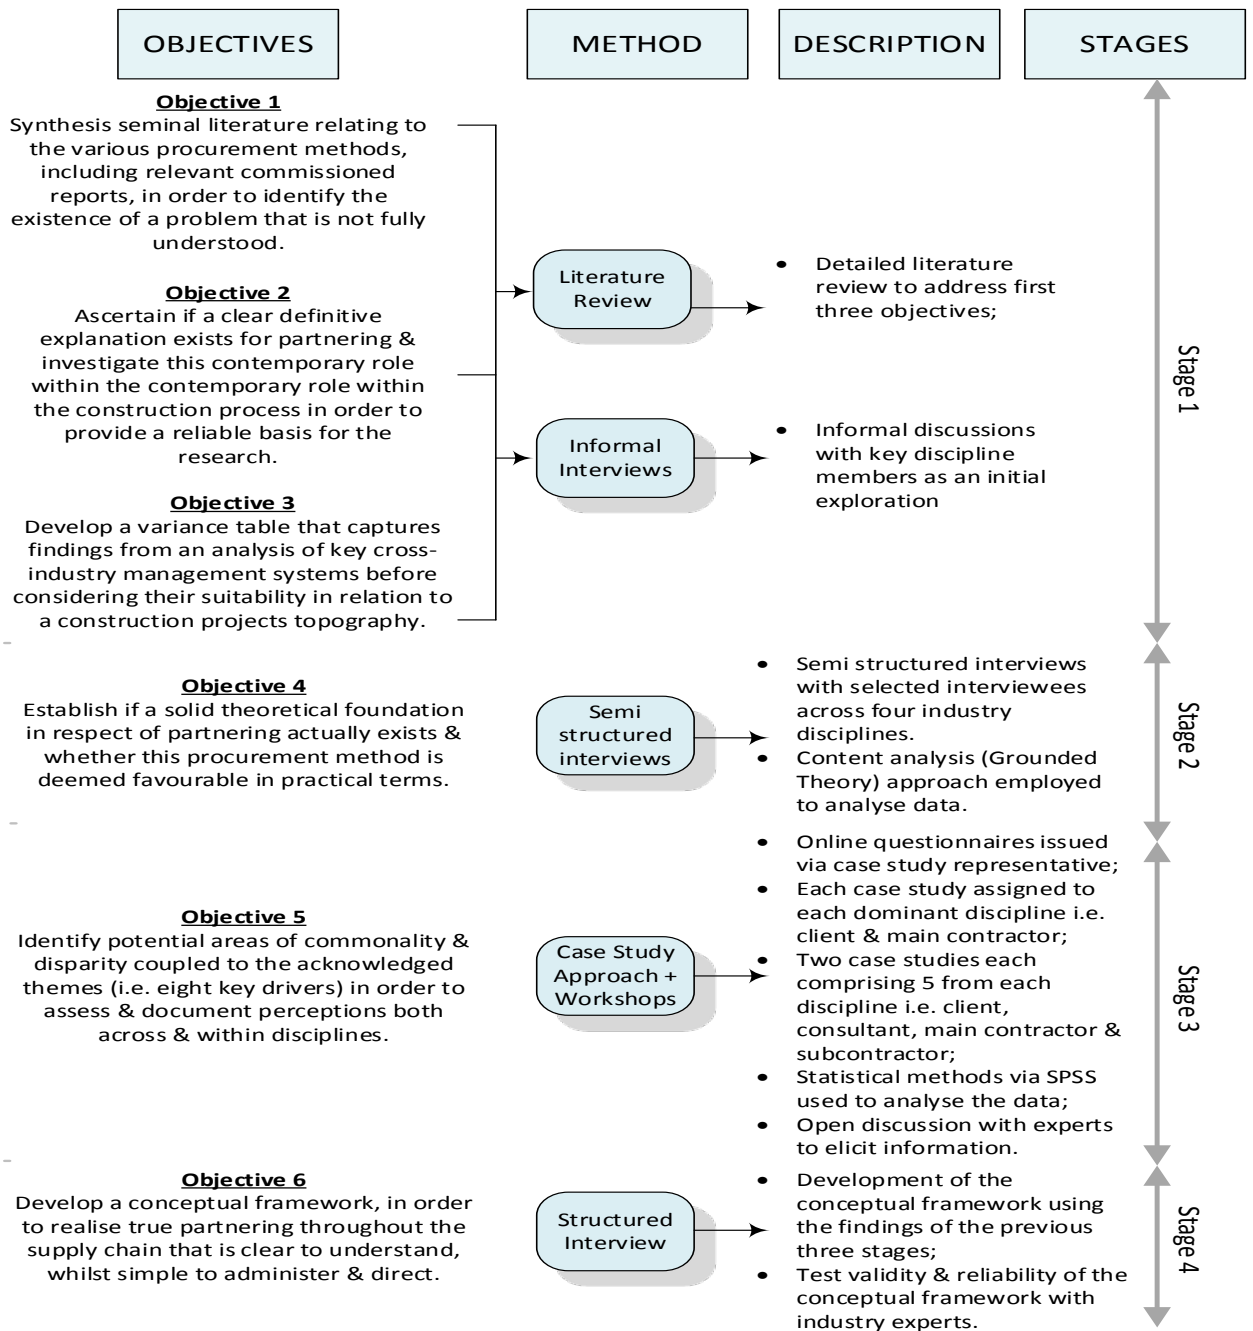 OBJECTIVES
METHOD
DESCRIPTION
STAGES
Objective 1
Synthesis seminal literature relating to
the various procurement methods,
including relevant commissioned
reports, in order to identify the
existence of a problem that is not fully
understood.
Objective 2
Ascertain if a clear definitive
explanation exists for partnering &
investigate this contemporary role
within the contemporary role within
the construction process in order to
provide a reliable basis for the
research.
Objective 3
Develop a variance table that captures
findings from an analysis of key cross-
industry management systems before
considering their suitability in relation to
a construction projects topography.
Literature
Review
• Detailed literature
review to address first
three objectives;
Informal
Interviews
• Informal discussions
with key discipline
members as an initial
exploration
Stage 1
Objective 4
Establish if a solid theoretical foundation
in respect of partnering actually exists &
whether this procurement method is
deemed favourable in practical terms.
Semi
structured
interviews
• Semi structured interviews
with selected interviewees
across four industry
disciplines.
• Content analysis (Grounded
Theory) approach employed
to analyse data.
Stage 2
Objective 5
Identify potential areas of commonality &
disparity coupled to the acknowledged
themes (i.e. eight key drivers) in order to
assess & document perceptions both
across & within disciplines.
Case Study
Approach +
Workshops
• Online questionnaires issued
via case study representative;
• Each case study assigned to
each dominant discipline i.e.
client & main contractor;
• Two case studies each
comprising 5 from each
discipline i.e. client,
consultant, main contractor &
subcontractor;
• Statistical methods via SPSS
used to analyse the data;
• Open discussion with experts
to elicit information.
Stage 3
Objective 6
Develop a conceptual framework, in order
to realise true partnering throughout the
supply chain that is clear to understand,
whilst simple to administer & direct.
Structured
Interview
• Development of the
conceptual framework using
the findings of the previous
three stages;
• Test validity & reliability of the
conceptual framework with
industry experts.
Stage 4